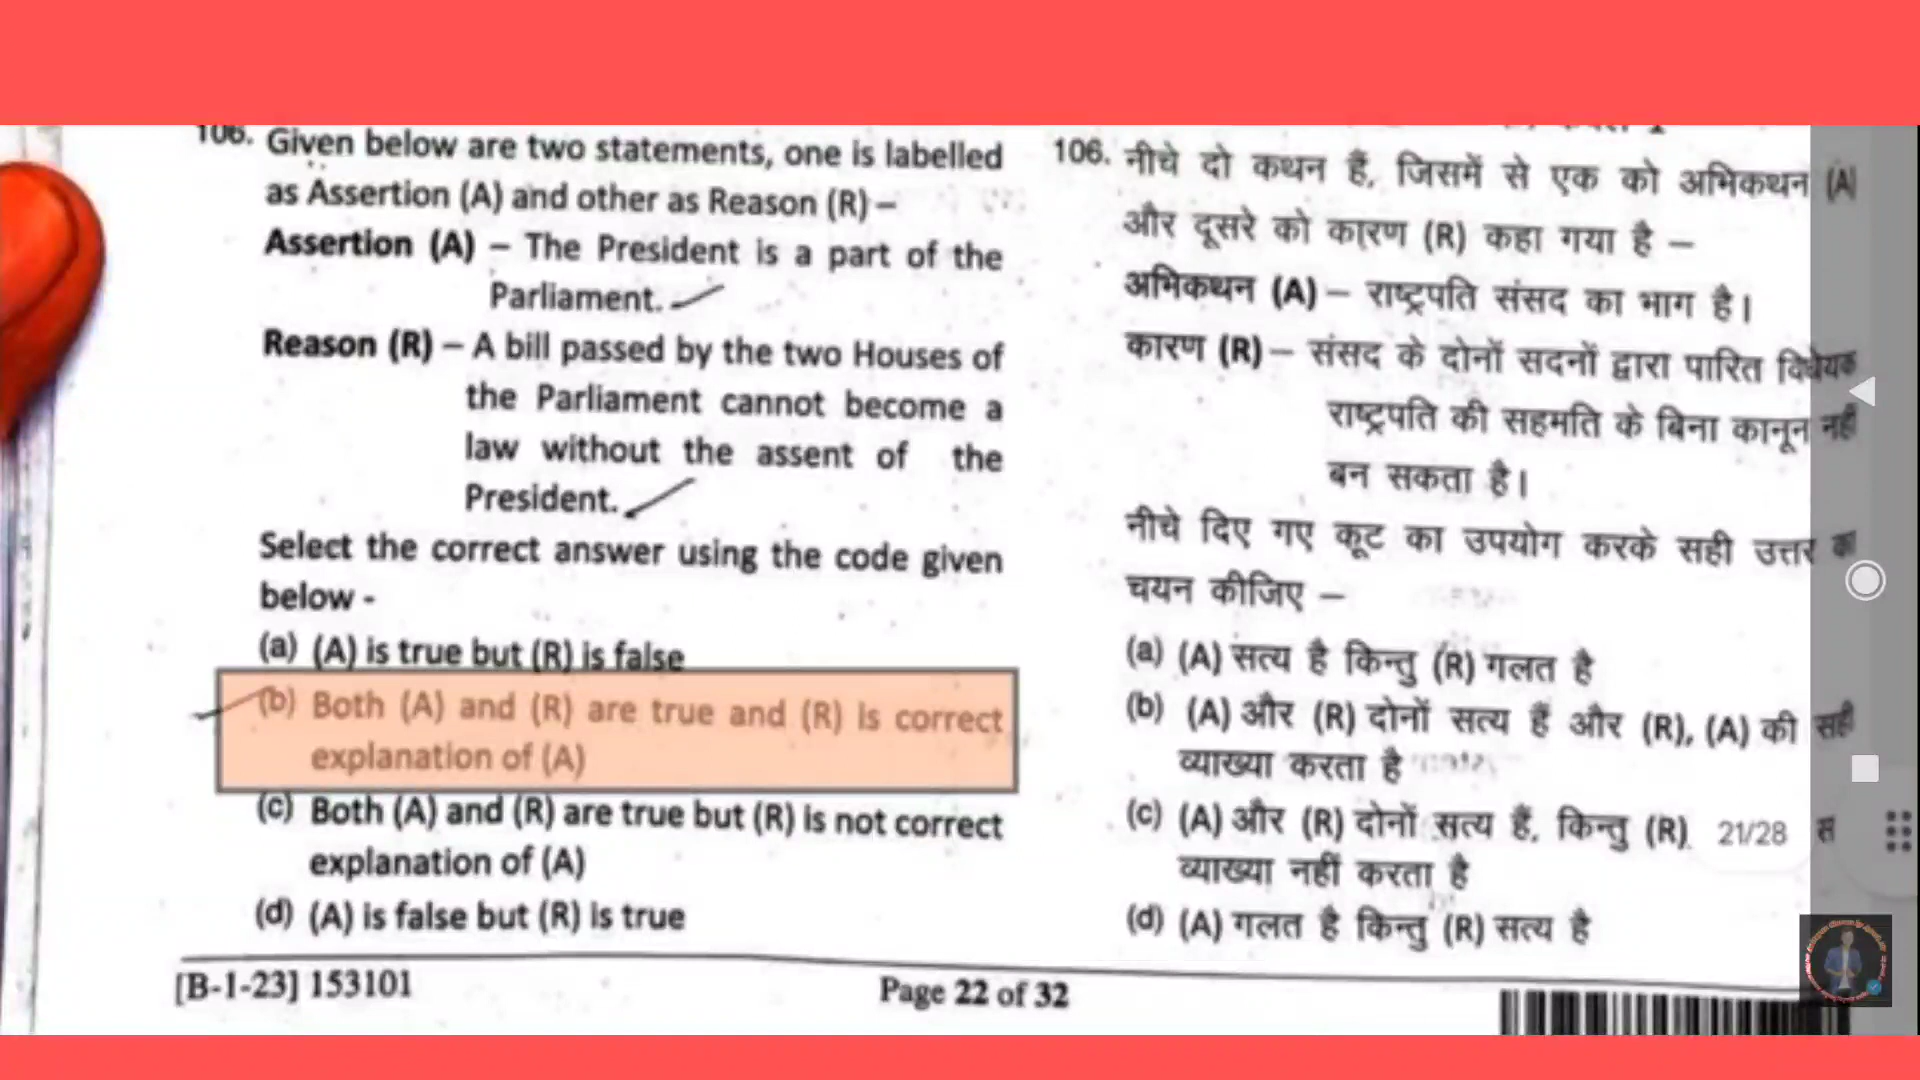 106. Given below are two statements, one is labelled
as Assertion (A) and other as Reason (R) –
Assertion (A) – The President is a part of the
Parliament.
Reason (R) – A bill passed by the two Houses of
the Parliament cannot become a
law without the assent of the
President.
Select the correct answer using the code given
below -
(a) (A) is true but (R) is false
(b) Both (A) and (R) are true and (R) is correct
explanation of (A)
(c) Both (A) and (R) are true but (R) is not correct
explanation of (A)
(d) (A) is false but (R) is true
106. नीचे दो कथन हैं, जिसमें से एक को अभिकथन (A)
और दूसरे को कारण (R) कहा गया है –
अभिकथन (A) – राष्ट्रपति संसद का भाग है।
कारण (R) – संसद के दोनों सदनों द्वारा पारित विधेयक
राष्ट्रपति की सहमति के बिना कानून नहीं
बन सकता है।
नीचे दिए गए कूट का उपयोग करके सही उत्तर का
चयन कीजिए –
(a) (A) सत्य है किन्तु (R) गलत है
(b) (A) और (R) दोनों सत्य हैं और (R), (A) की सही
व्याख्या करता है
(c) (A) और (R) दोनों सत्य हैं, किन्तु (R)
व्याख्या नहीं करता है
(d) (A) गलत है किन्तु (R) सत्य है
21/28
[B-1-23] 153101
Page 22 of 32